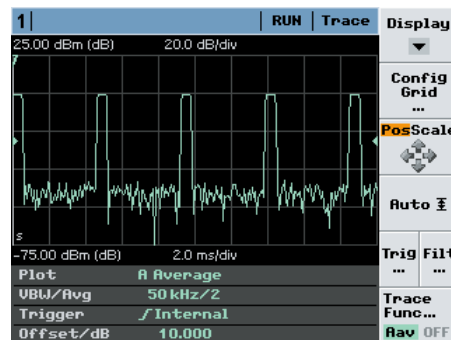 1 RUN Trace
25.00 dBm (dB) 20.0 dB/div
-75.00 dBm (dB) 2.0 ms/div
s
Plot A Average
VBW/Avg 50 kHz/2
Trigger Internal
Offset/dB 10.000
Display
Config
Grid
...
PosScale
Auto
Trig Filt
... ...
Trace
Func...
Aav OFF